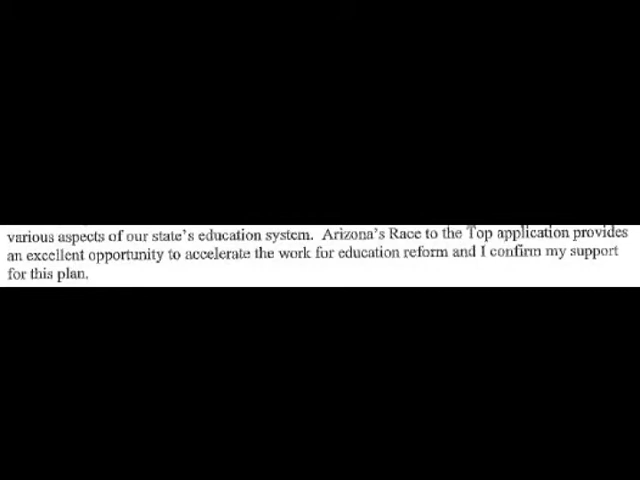 various aspects of our state's education system. Arizona's Race to the Top application provides
an excellent opportunity to accelerate the work for education reform and I confirm my support
for this plan.